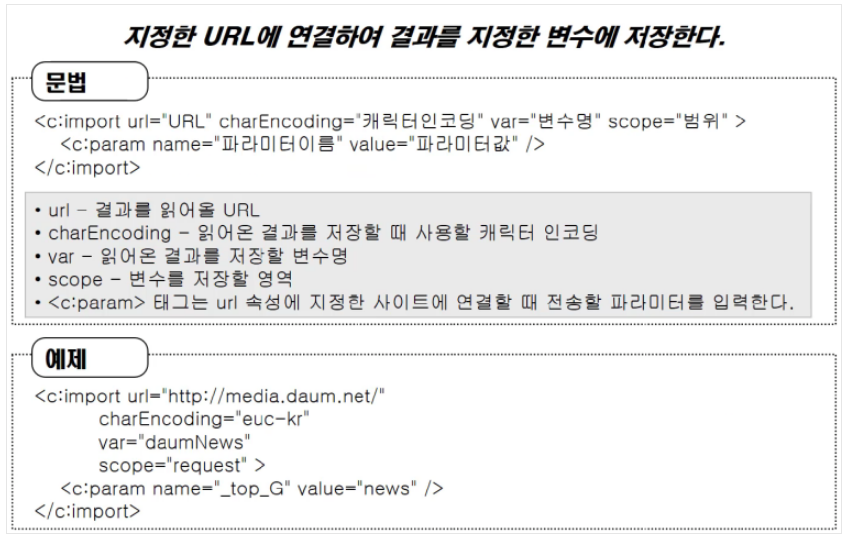 지정한 URL에 연결하여 결과를 지정한 변수에 저장한다.
문법
<c:import url="URL" charEncoding="캐릭터인코딩" var="변수명" scope="범위" >
<c:param name="파라미터이름" value="파라미터값" />
</c:import>
• url - 결과를 읽어올 URL
• charEncoding - 읽어온 결과를 저장할 때 사용할 캐릭터 인코딩
• var - 읽어온 결과를 저장할 변수명
• scope - 변수를 저장할 영역
• <c:param> 태그는 url 속성에 지정한 사이트에 연결할 때 전송할 파라미터를 입력한다.
예제
<c:import url="http://media.daum.net/"
charEncoding="euc-kr"
var="daumNews"
scope="request" >
<c:param name="_top_G" value="news" />
</c:import>